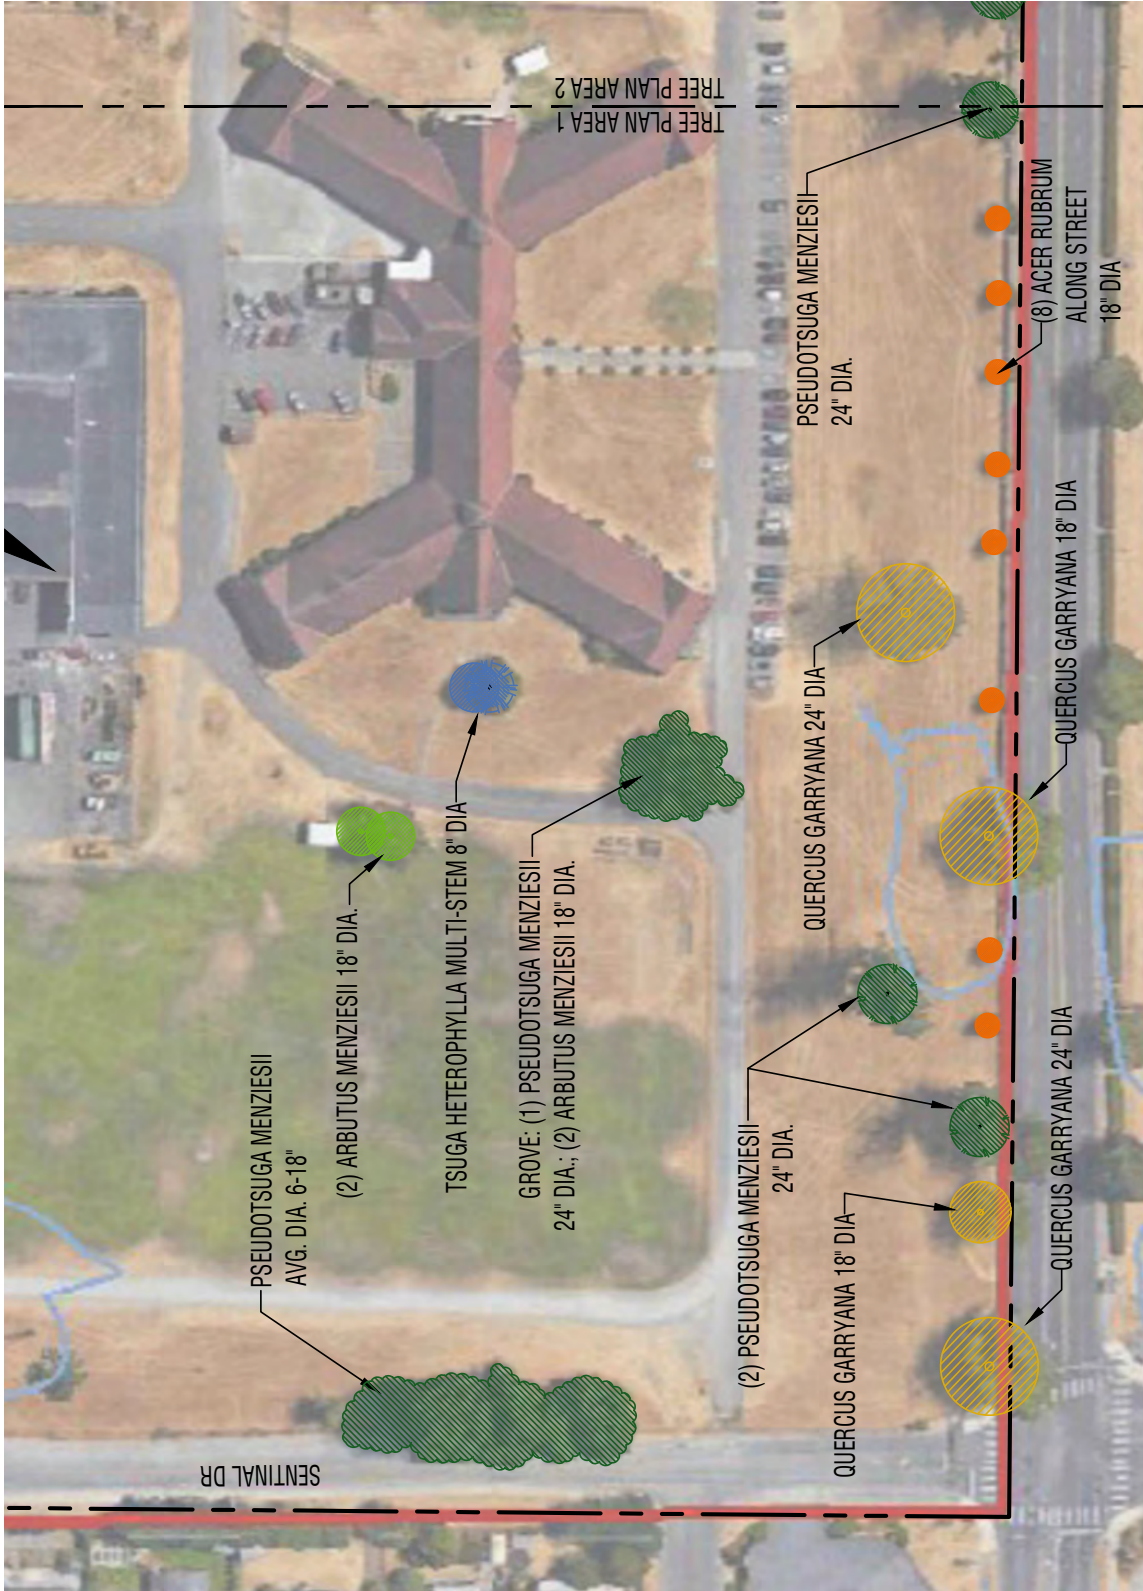 TREE PLAN AREA 2
TREE PLAN AREA 1
PSEUDOTSUGA MENZIESII
24" DIA.
(8) ACER RUBRUM
ALONG STREET
18" DIA
QUERCUS GARRYANA 24" DIA
QUERCUS GARRYANA 18" DIA
(2) ARBUTUS MENZIESII 18" DIA.
TSUGA HETEROPHYLLA MULTI-STEM 8" DIA
GROVE: (1) PSEUDOTSUGA MENZIESII
24" DIA.; (2) ARBUTUS MENZIESII 18" DIA.
PSEUDOTSUGA MENZIESII
AVG. DIA. 6-18"
(2) PSEUDOTSUGA MENZIESII
24" DIA.
QUERCUS GARRYANA 18" DIA
QUERCUS GARRYANA 24" DIA
SENTINAL DR